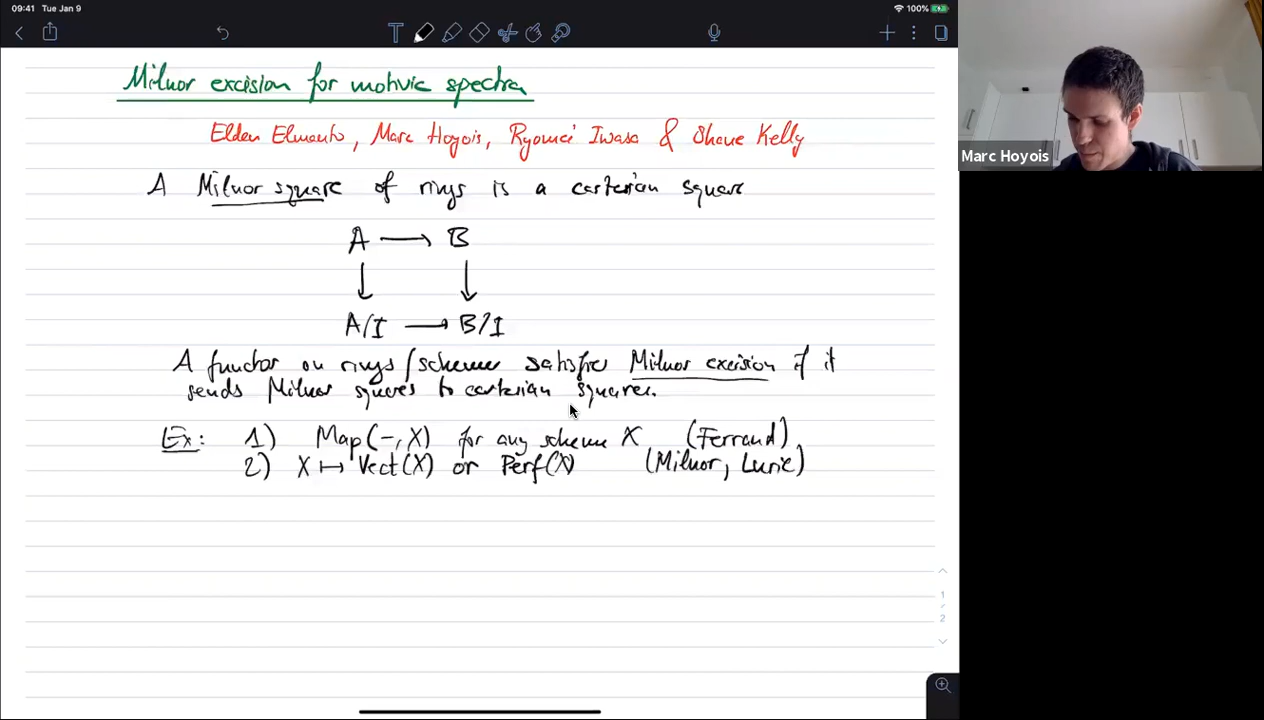 09:41 Tue Jan 9
100%
Milnor excision for motivic spectra
Elden Elmanto, Marc Hoyois, Ryomei Iwasa & Shane Kelly
Marc Hoyois
A Milnor square of rings is a cartesian square
A → B
↓ ↓
A/I → B/I
A functor on rings/schemes satisfies Milnor excision if it
sends Milnor squares to cartesian squares.
Ex: 1) Map(-, X) for any scheme X (Ferrand)
2) X ↦ Vect(X) or Perf(X) (Milnor, Lurie)
1
/
2